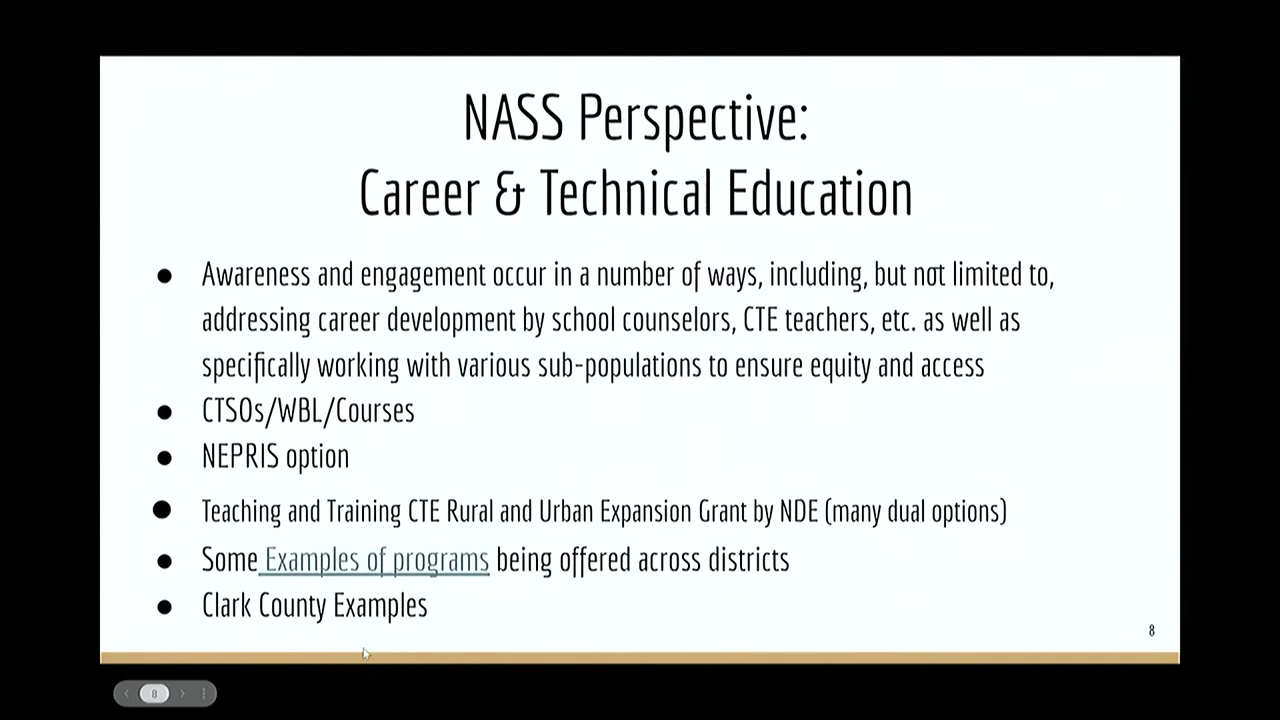 NASS Perspective:
Career & Technical Education
● Awareness and engagement occur in a number of ways, including, but not limited to,
addressing career development by school counselors, CTE teachers, etc. as well as
specifically working with various sub-populations to ensure equity and access
● CTSOs/WBL/Courses
● NEPRIS option
● Teaching and Training CTE Rural and Urban Expansion Grant by NDE (many dual options)
● Some Examples of programs being offered across districts
● Clark County Examples
8
8